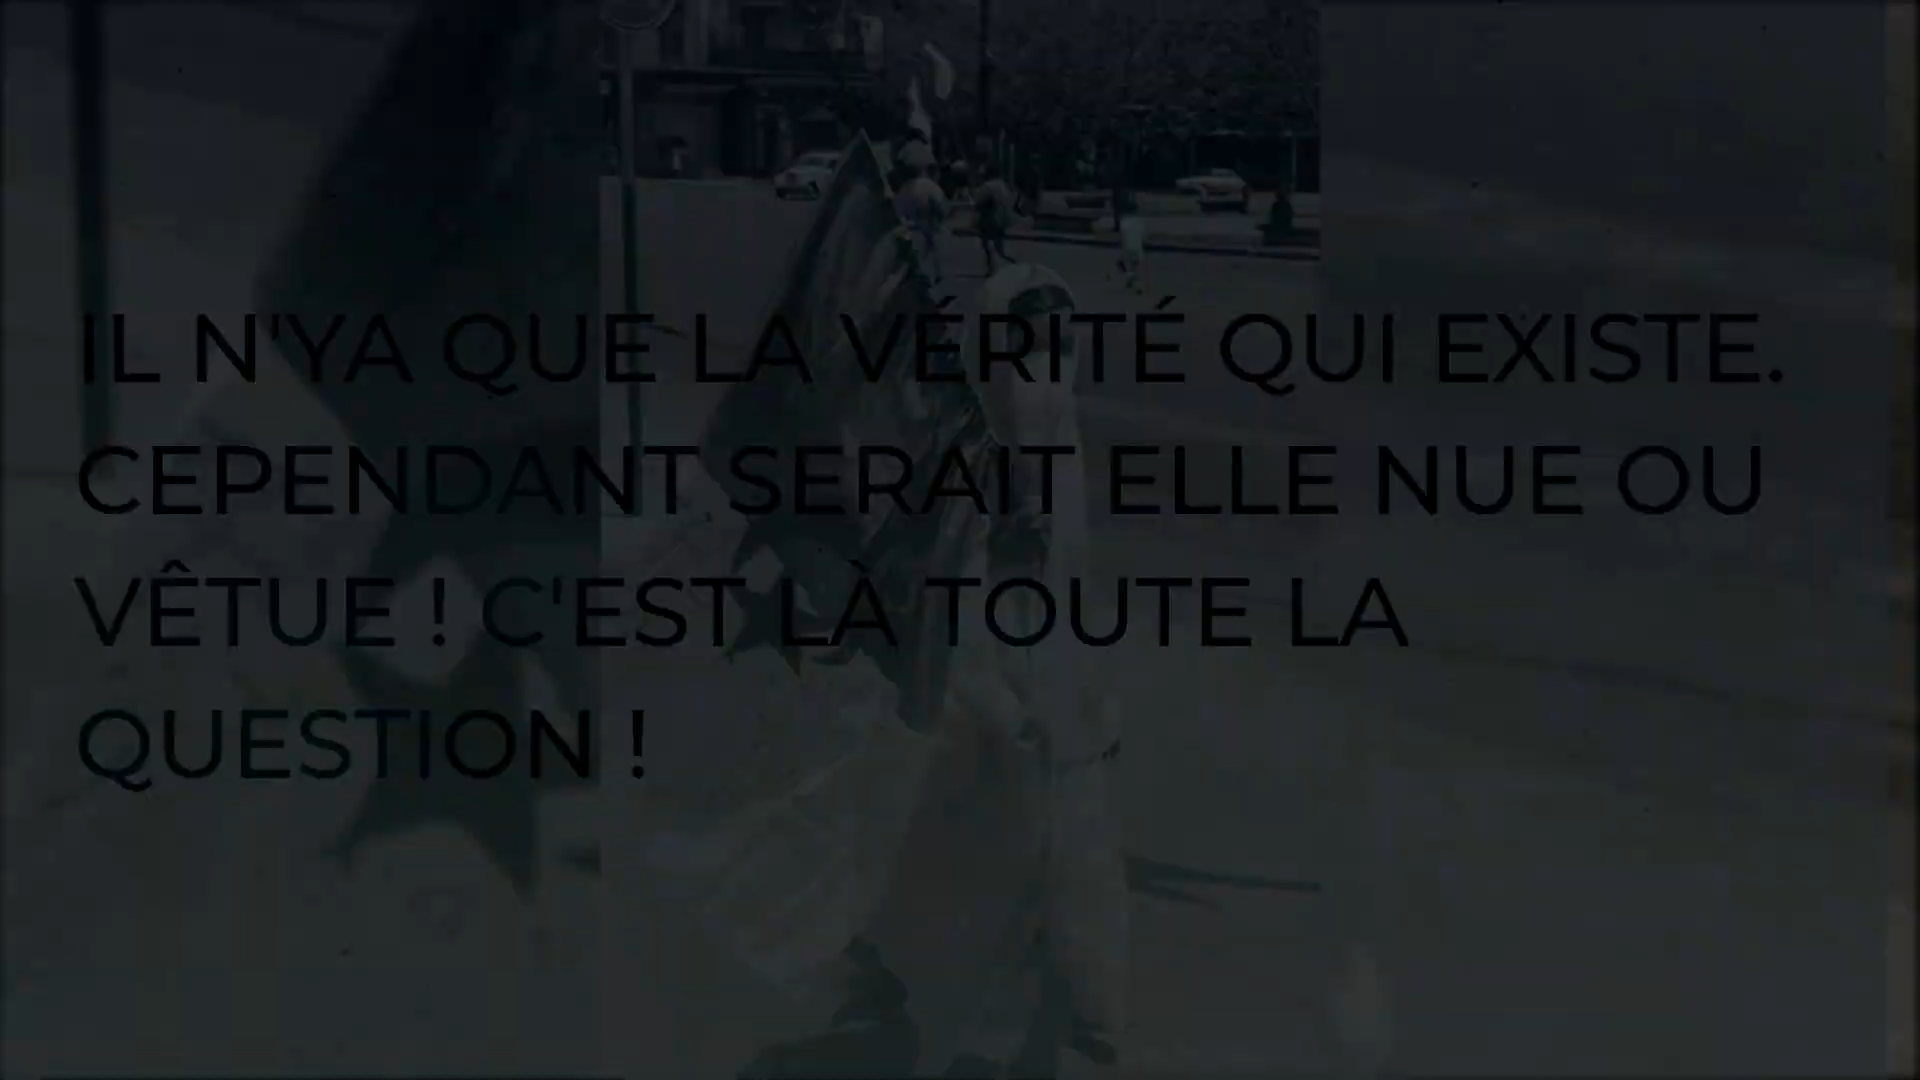 IL N'YA QUE LA VÉRITÉ QUI EXISTE.
CEPENDANT SERAIT ELLE NUE OU
VÊTUE ! C'EST LÀ TOUTE LA
QUESTION !